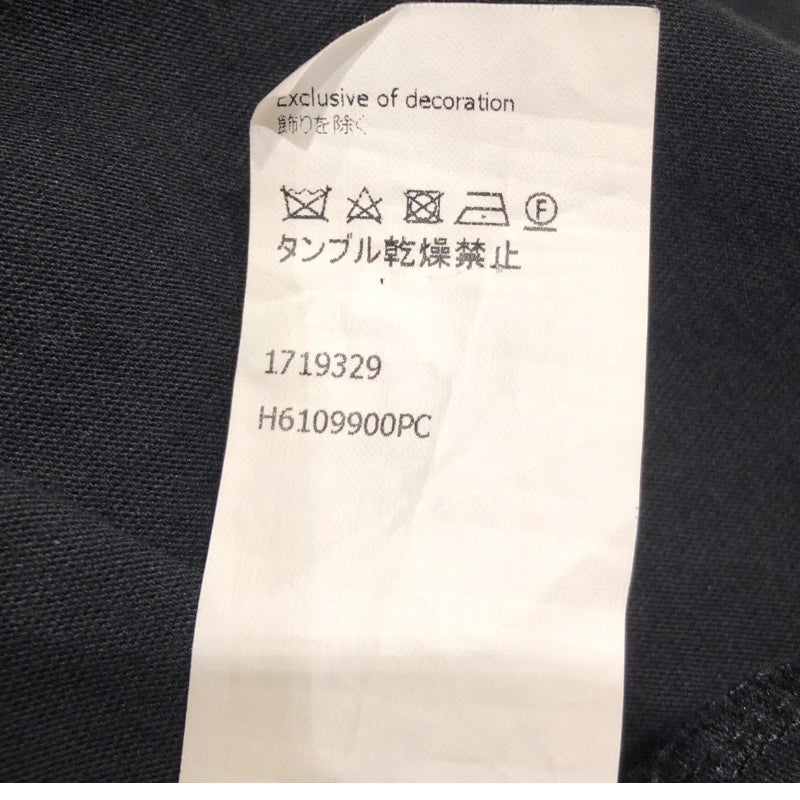 Exclusive of decoration
飾りを除く
F
タンブル乾燥禁止
1719329
H6109900PC